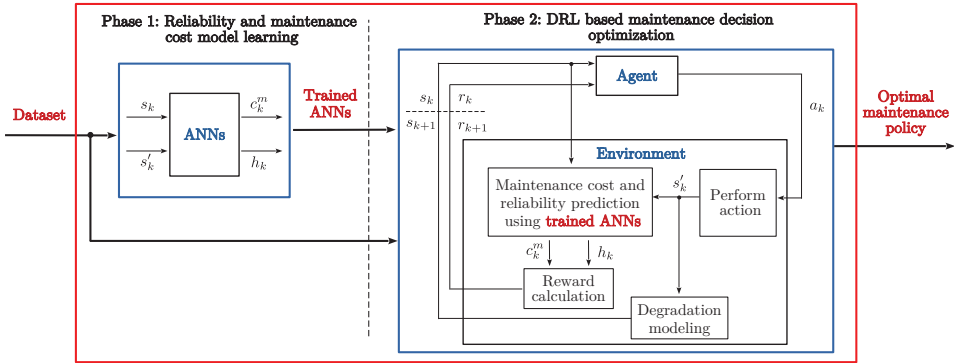 Phase 1: Reliability and maintenance
cost model learning
Phase 2: DRL based maintenance decision
optimization
Dataset
s_k
s'_k
ANNs
c_k^m
h_k
Trained
ANNs
s_k
r_k
s_{k+1}
r_{k+1}
Agent
a_k
Environment
Maintenance cost and
reliability prediction
using trained ANNs
s'_k
Perform
action
c_k^m
h_k
Reward
calculation
Degradation
modeling
Optimal
maintenance
policy